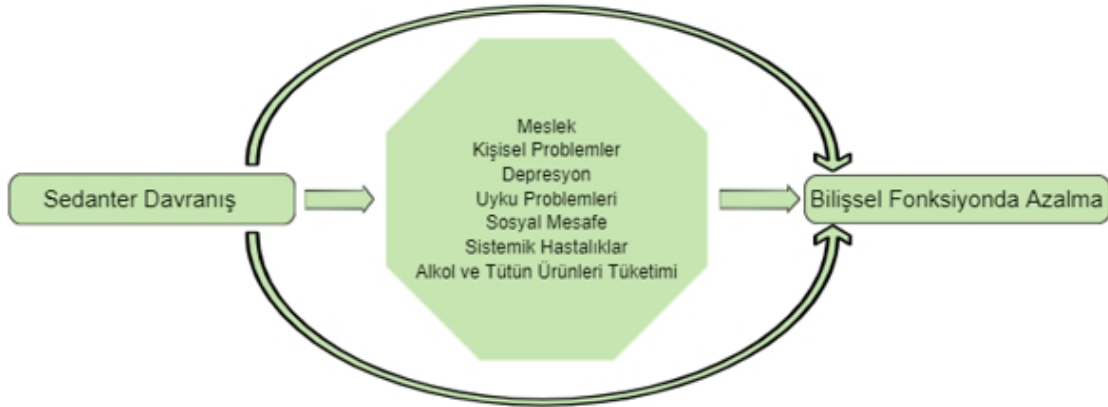 Sedanter Davranış
Meslek
Kişisel Problemler
Depresyon
Uyku Problemleri
Sosyal Mesafe
Sistemik Hastalıklar
Alkol ve Tütün Ürünleri Tüketimi
Bilişsel Fonksiyonda Azalma